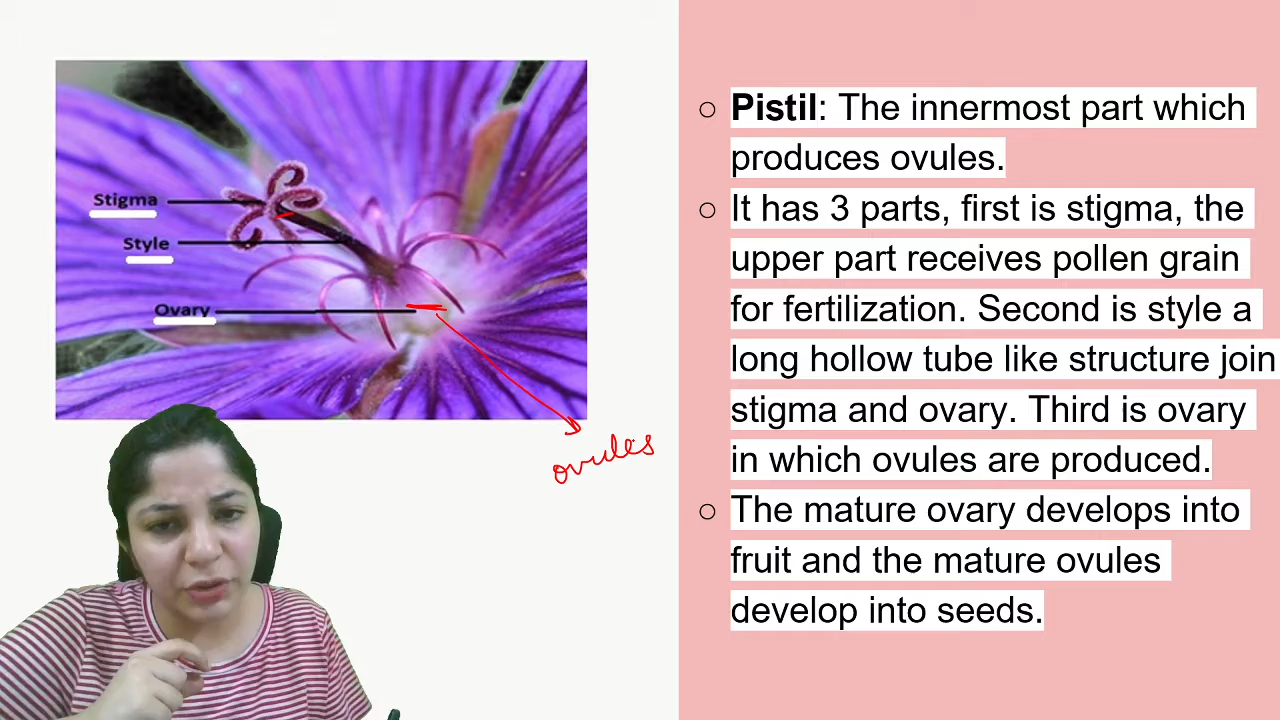 Stigma
Style
Ovary
ovules
○ Pistil: The innermost part which
produces ovules.
○ It has 3 parts, first is stigma, the
upper part receives pollen grain
for fertilization. Second is style a
long hollow tube like structure join
stigma and ovary. Third is ovary
in which ovules are produced.
○ The mature ovary develops into
fruit and the mature ovules
develop into seeds.